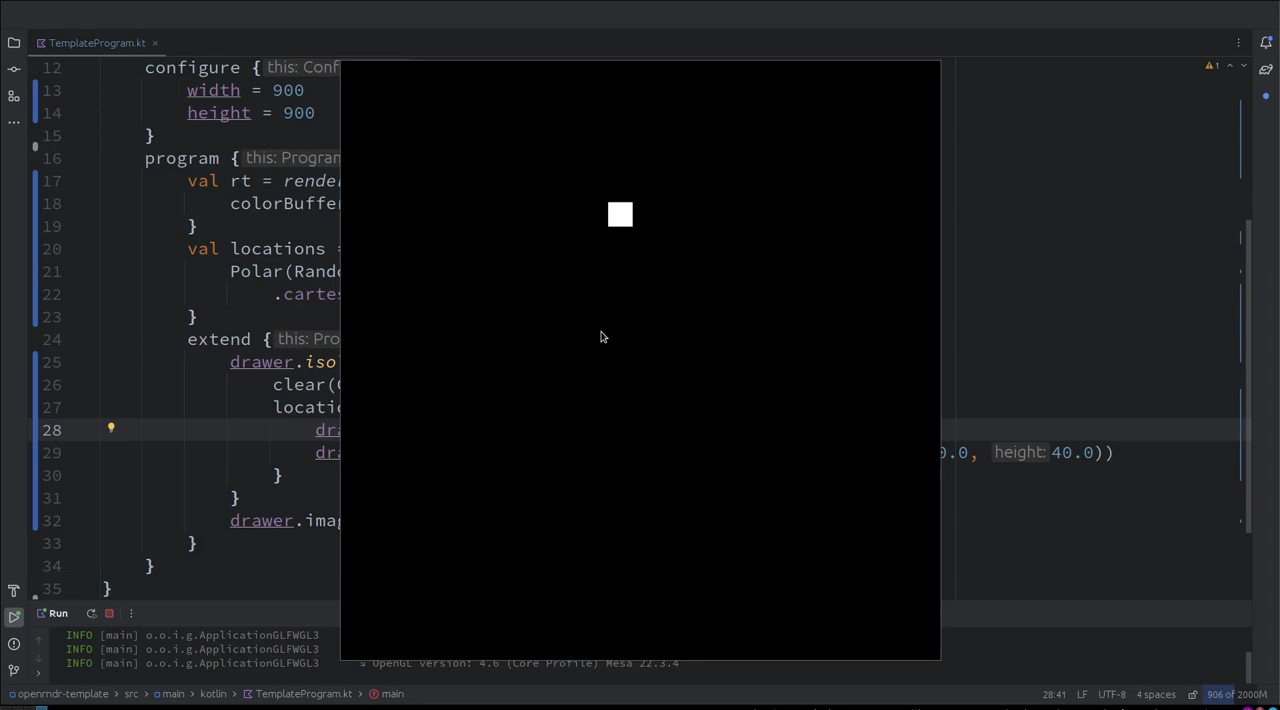 TemplateProgram.kt
12 configure { this: Conf
13 width = 900
14 height = 900
15 }
16 program { this: Program
17 val rt = render
18 colorBuffer
19 }
20 val locations =
21 Polar(Rando
22 .cartes
23 }
24 extend { this: Pro
25 drawer.iso
26 clear(C
27 locatio
28 dra
29 dra 0.0, height: 40.0))
30 }
31 }
32 drawer.imag
33 }
34 }
35 }
1
Run
INFO [main] o.o.i.g.ApplicationGLFWGL3
INFO [main] o.o.i.g.ApplicationGLFWGL3
INFO [main] o.o.i.g.ApplicationGLFWGL3 ↘ OpenGL version: 4.6 (Core Profile) Mesa 22.3.4
openrndr-template > src > main > kotlin > TemplateProgram.kt > main 28:41 LF UTF-8 4 spaces 906 of 2000M